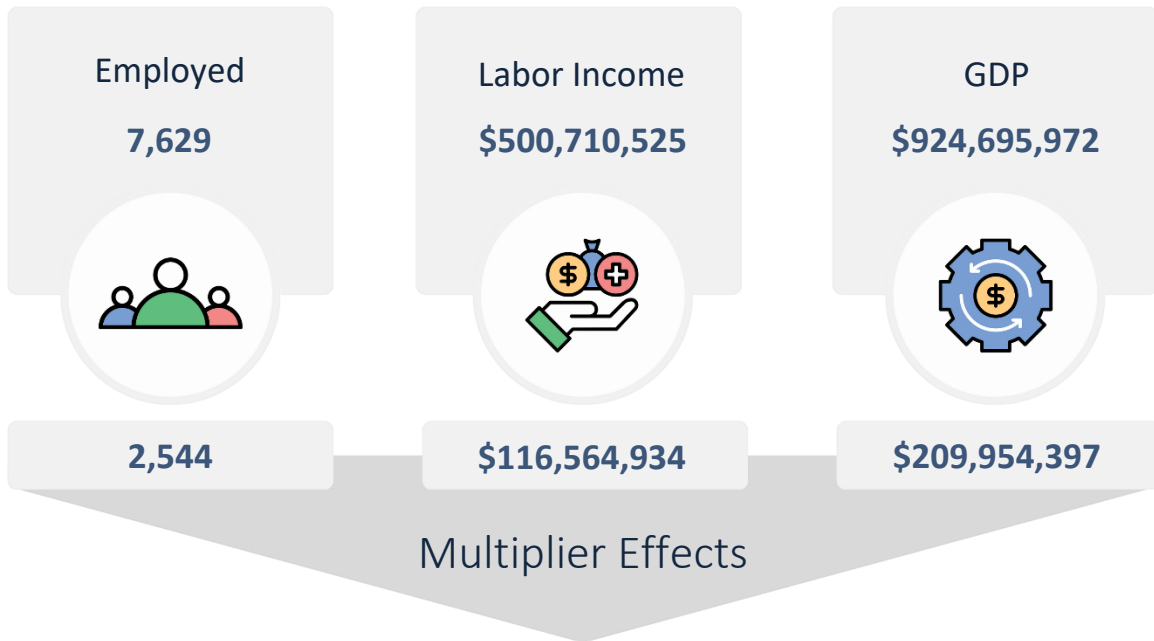 Employed
7,629
Labor Income
$500,710,525
GDP
$924,695,972
$
$
2,544
$116,564,934
$209,954,397
Multiplier Effects